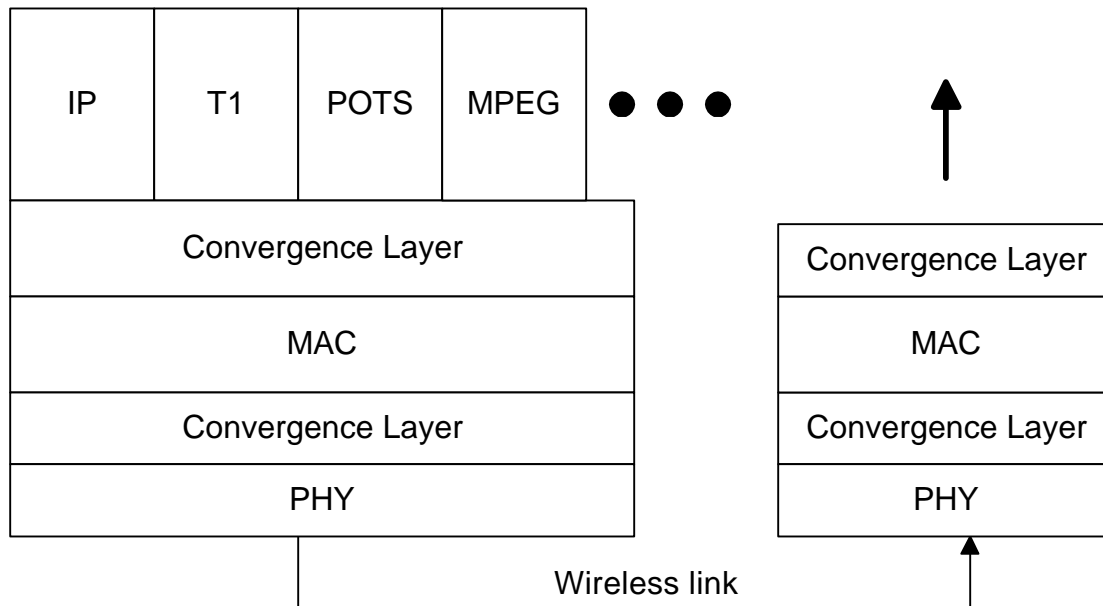 IP
T1
POTS
MPEG
Convergence Layer
MAC
Convergence Layer
PHY
Convergence Layer
MAC
Convergence Layer
PHY
Wireless link